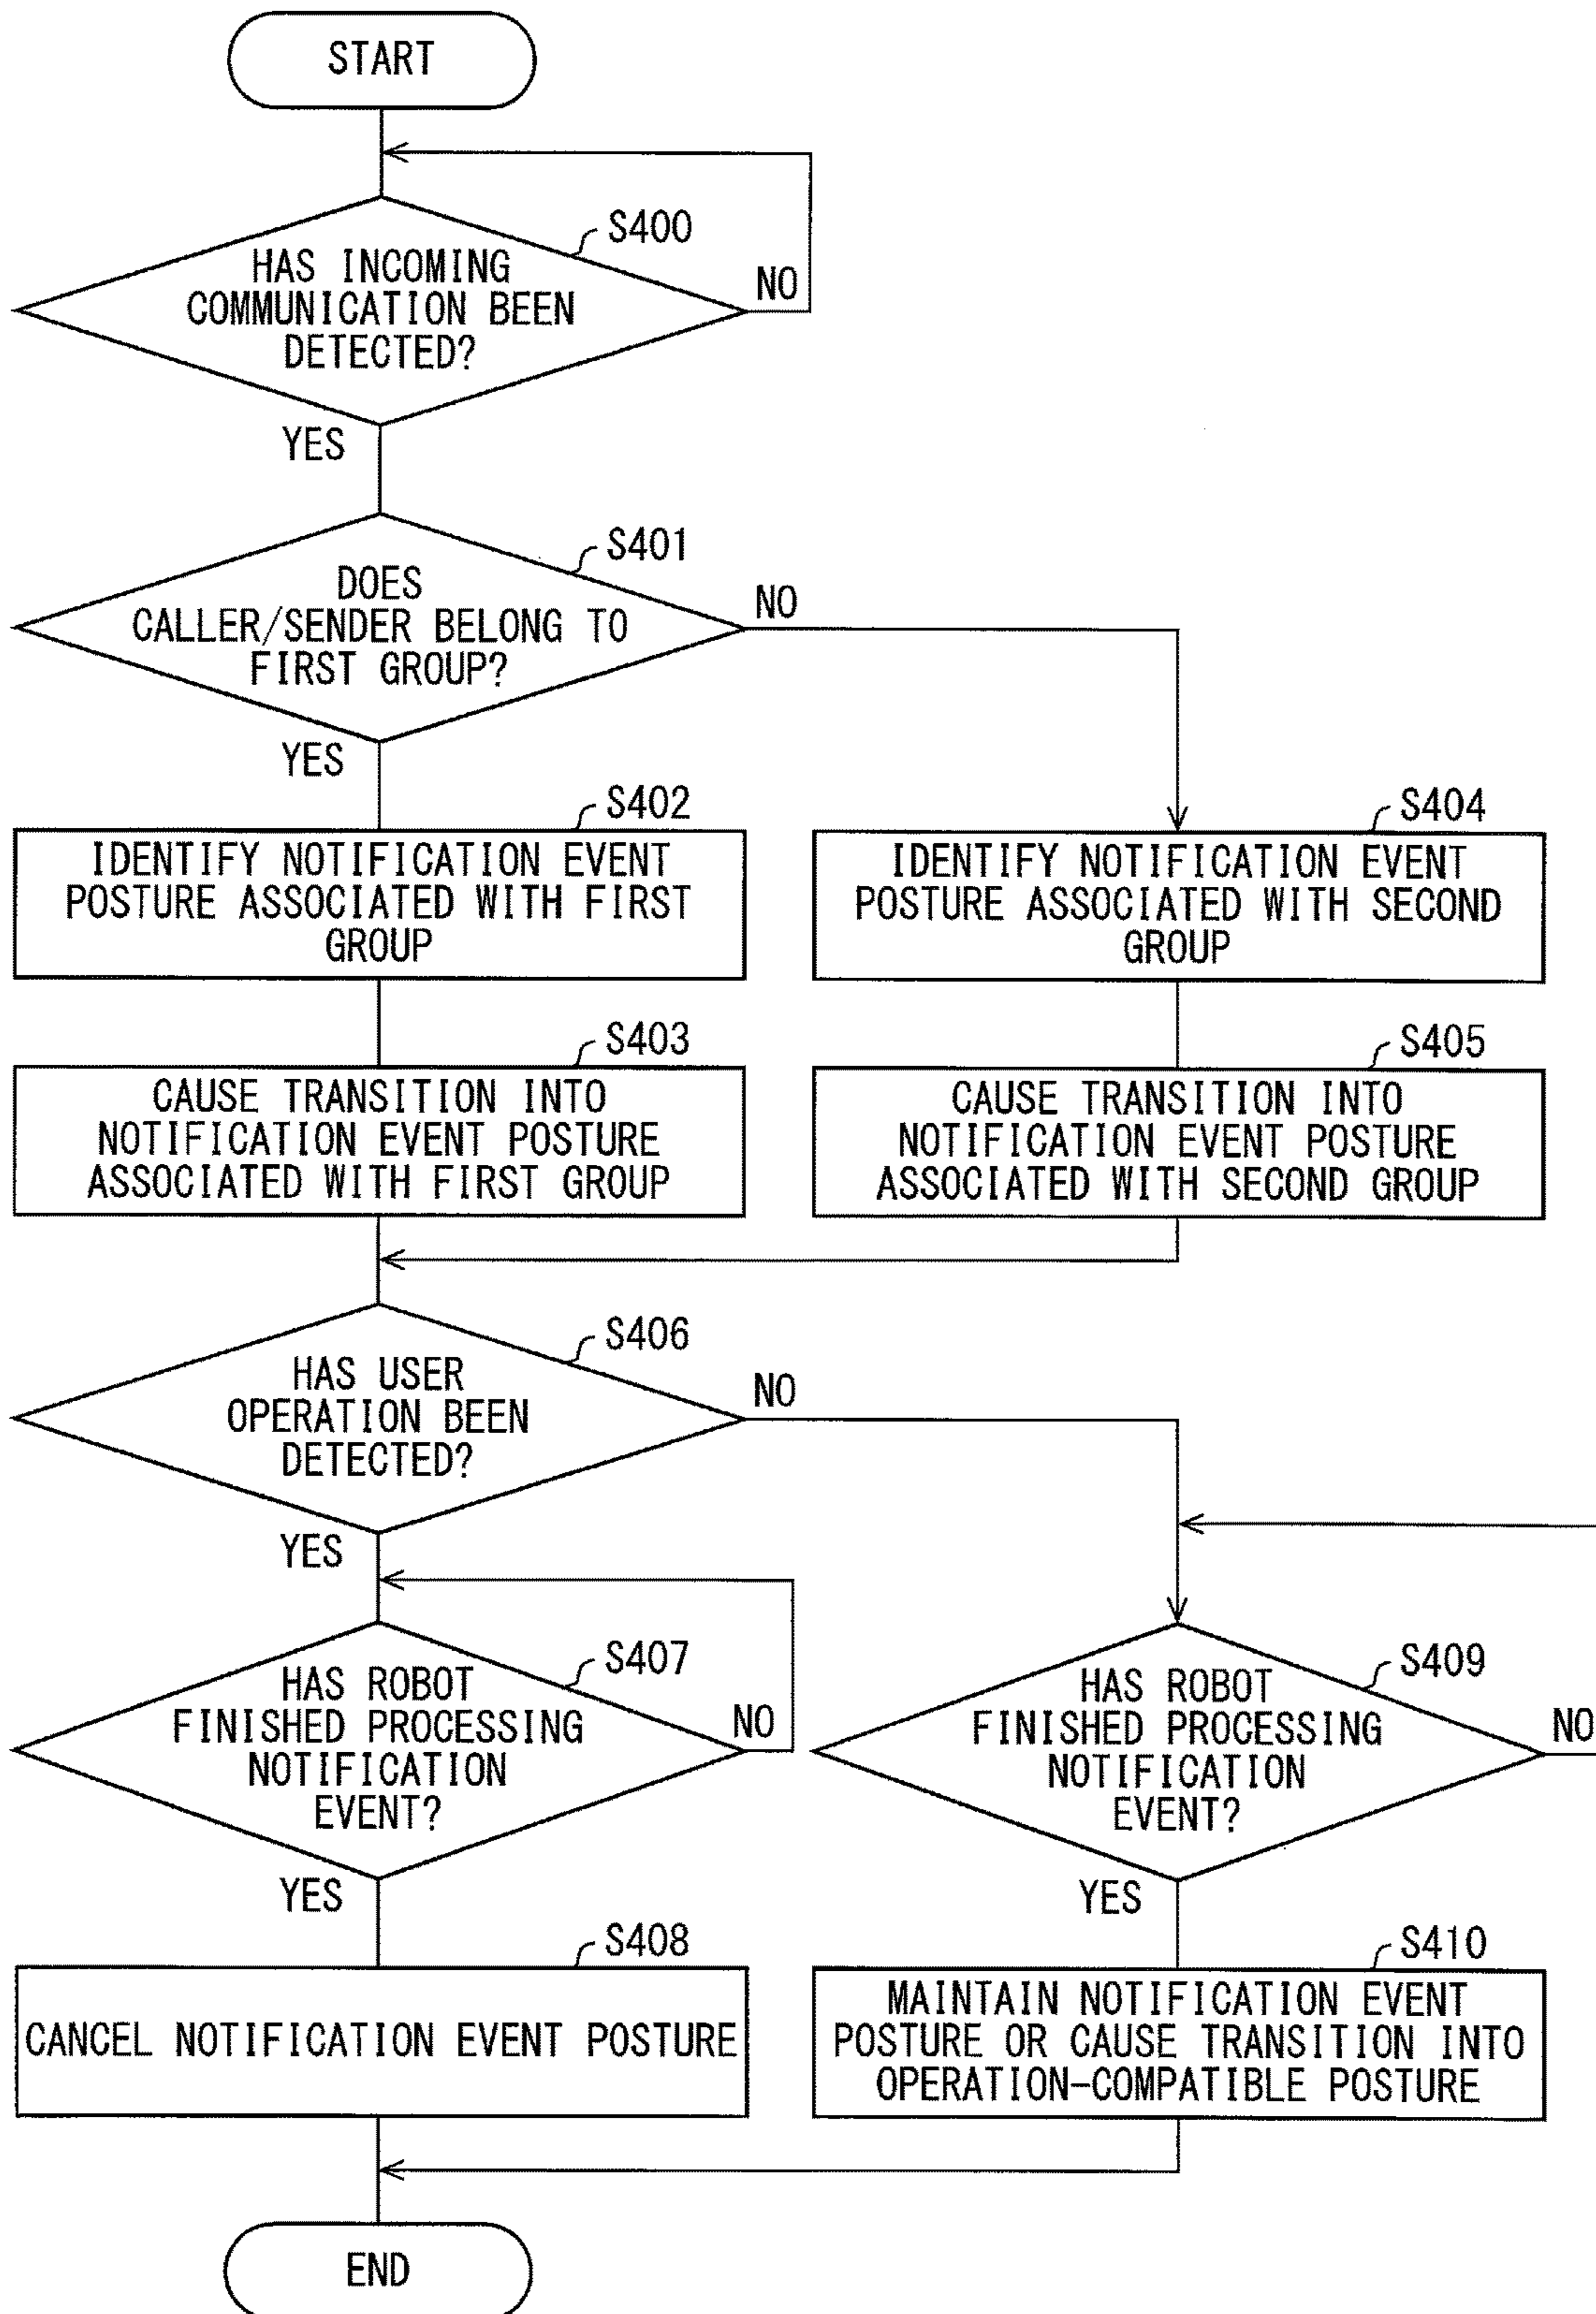 START
S400
HAS INCOMING
COMMUNICATION BEEN
DETECTED?
NO
YES
S401
DOES
CALLER/SENDER BELONG TO
FIRST GROUP?
NO
YES
S402
IDENTIFY NOTIFICATION EVENT
POSTURE ASSOCIATED WITH FIRST
GROUP
S404
IDENTIFY NOTIFICATION EVENT
POSTURE ASSOCIATED WITH SECOND
GROUP
S403
CAUSE TRANSITION INTO
NOTIFICATION EVENT POSTURE
ASSOCIATED WITH FIRST GROUP
S405
CAUSE TRANSITION INTO
NOTIFICATION EVENT POSTURE
ASSOCIATED WITH SECOND GROUP
S406
HAS USER
OPERATION BEEN
DETECTED?
NO
YES
S407
HAS ROBOT
FINISHED PROCESSING
NOTIFICATION
EVENT?
NO
YES
S409
HAS ROBOT
FINISHED PROCESSING
NOTIFICATION
EVENT?
NO
YES
S408
CANCEL NOTIFICATION EVENT POSTURE
S410
MAINTAIN NOTIFICATION EVENT
POSTURE OR CAUSE TRANSITION INTO
OPERATION-COMPATIBLE POSTURE
END